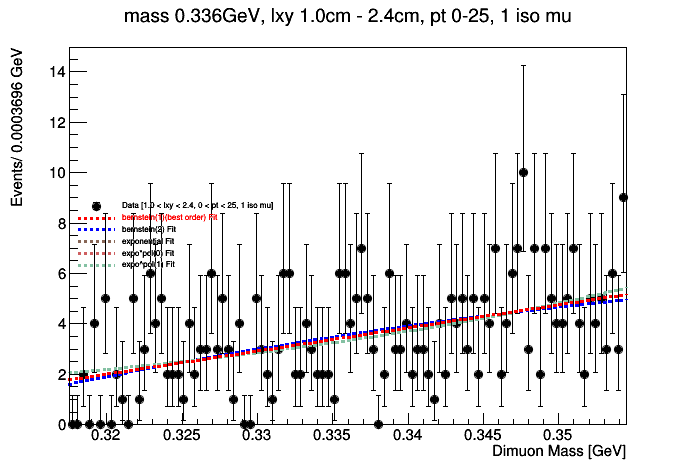 mass 0.336GeV, lxy 1.0cm - 2.4cm, pt 0-25, 1 iso mu
Events/ 0.0003696 GeV
14
12
10
8
6
4
2
0
Data [1.0 < lxy < 2.4, 0 < pt < 25, 1 iso mu]
bernstein(1)(best order) Fit
bernstein(2) Fit
exponential Fit
expo*pol(0) Fit
expo*pol(1) Fit
0.32 0.325 0.33 0.335 0.34 0.345 0.35
Dimuon Mass [GeV]